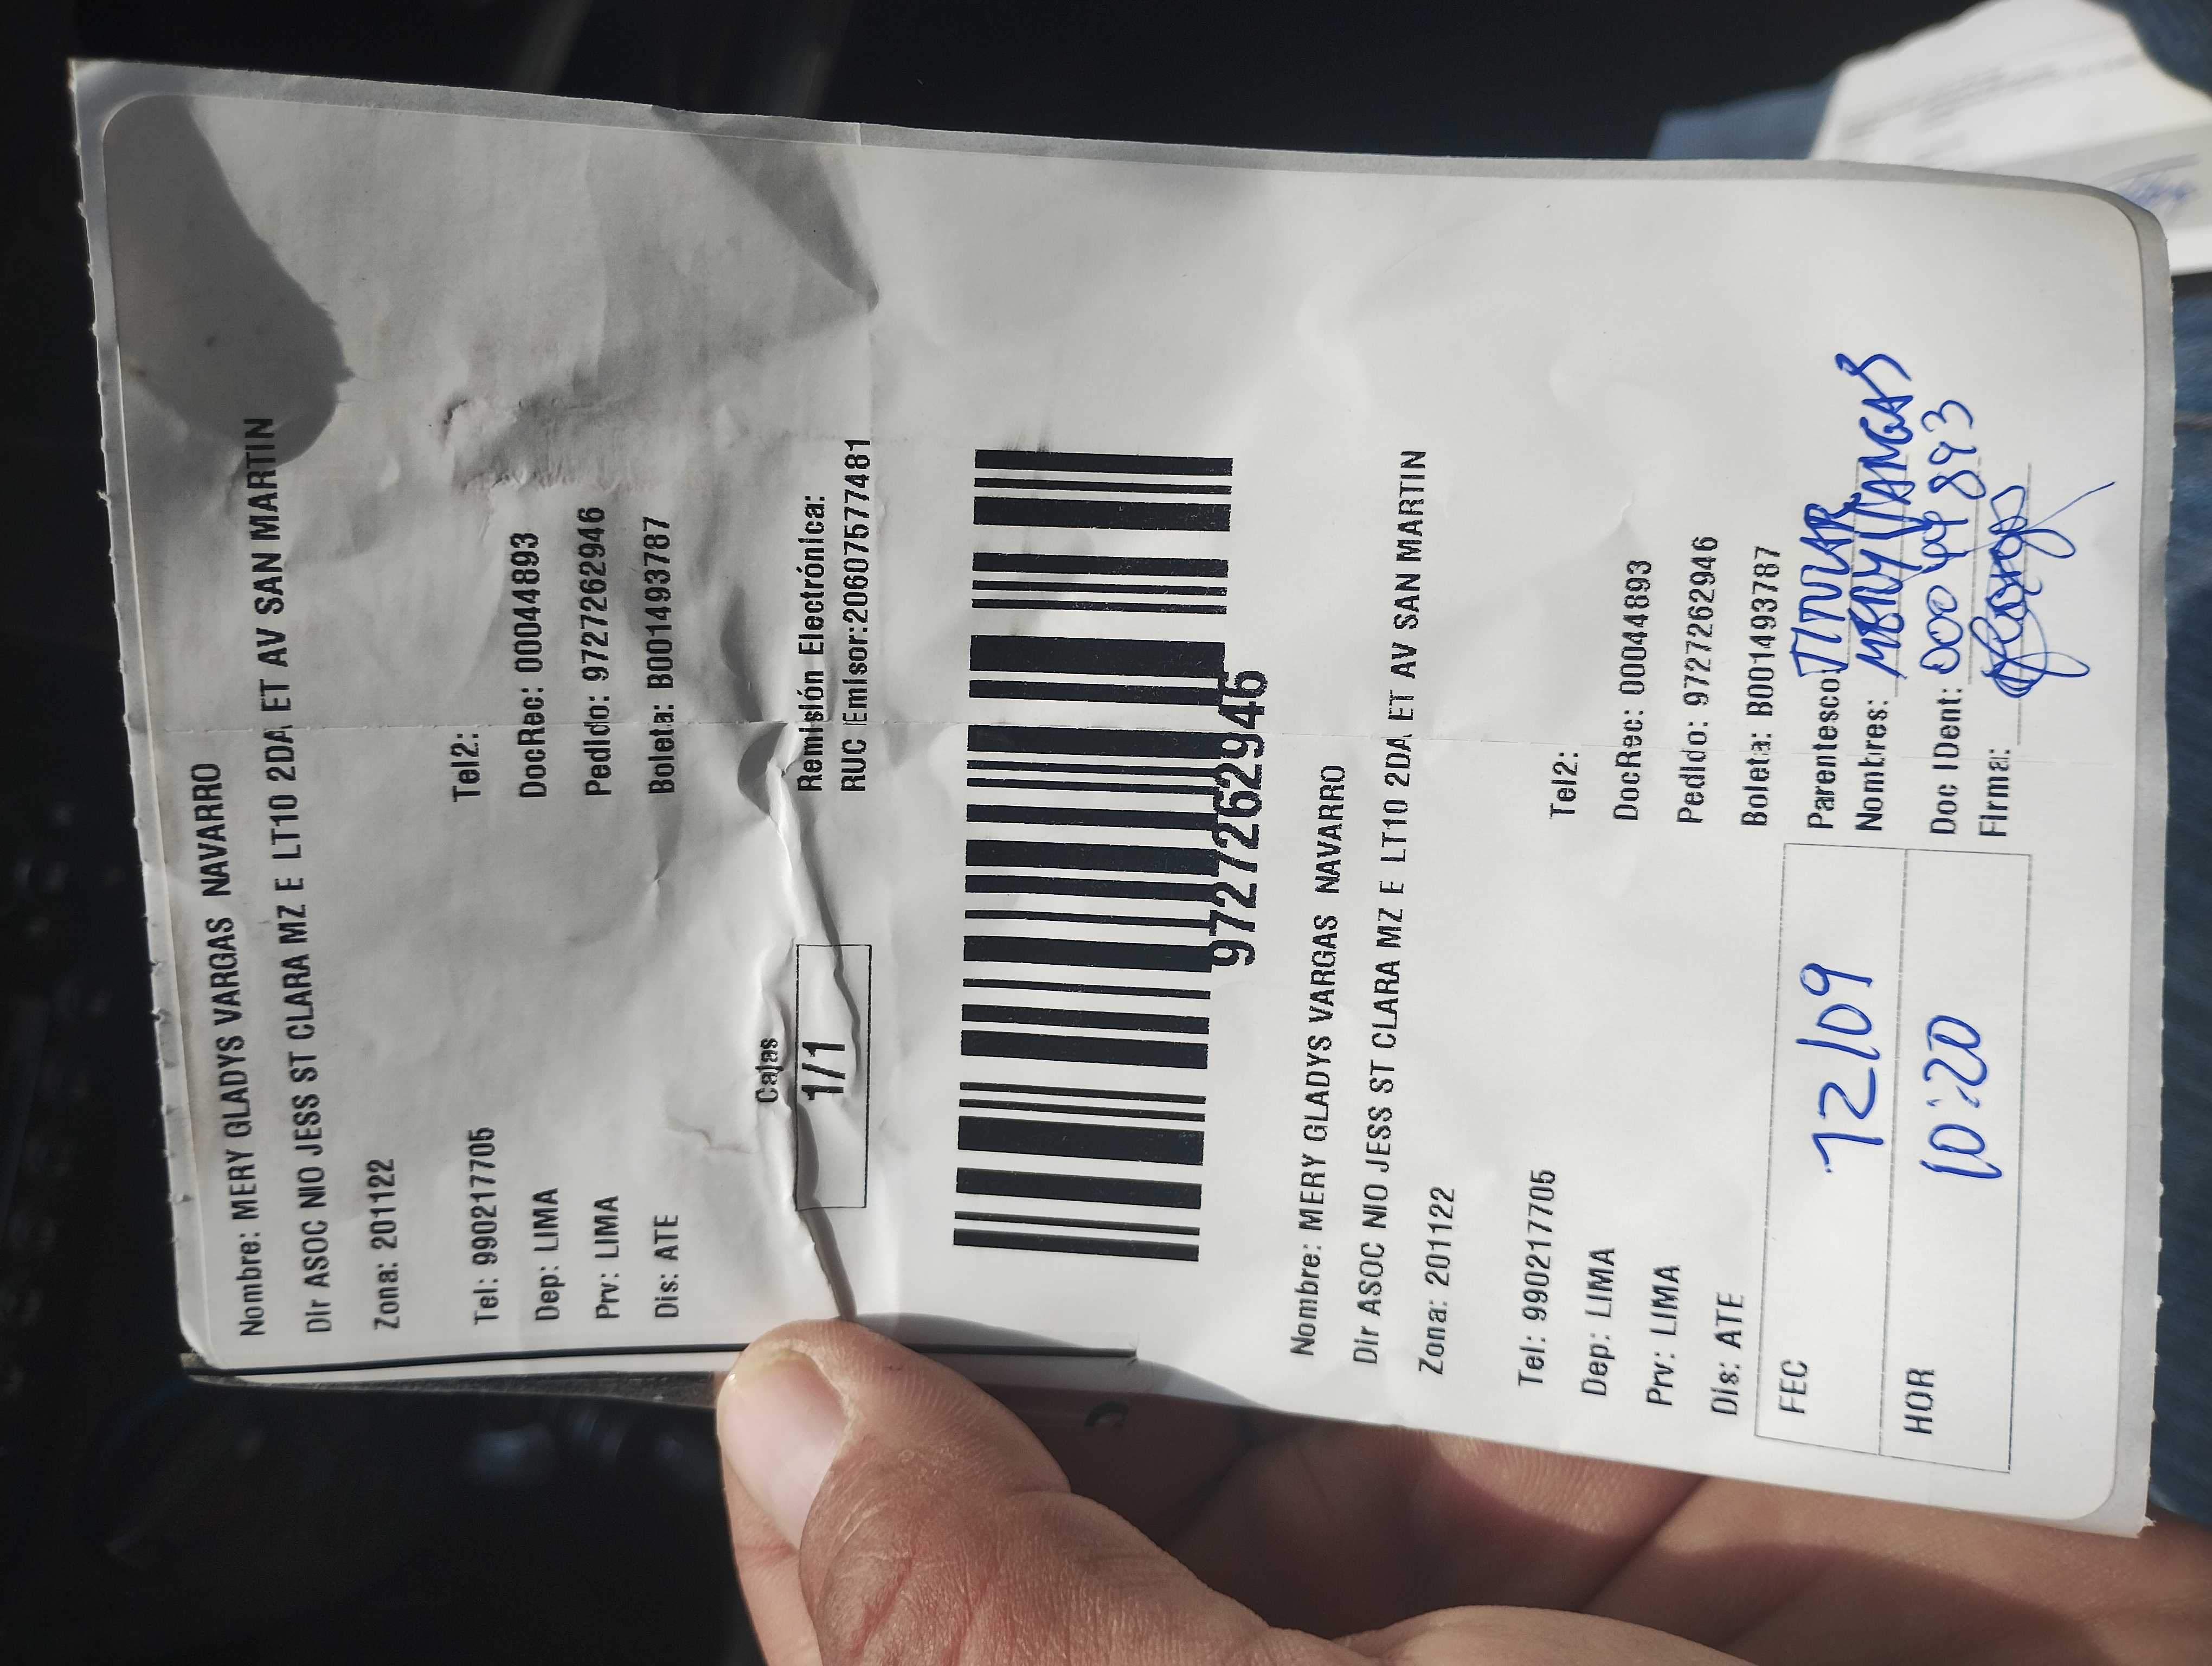 Nombre: MERY GLADYS VARGAS NAVARRO
Dir ASOC NIO JESS ST CLARA MZ E LT10 2DA ET AV SAN MARTIN
Zona: 201122
Tel: 990217705 Tel2:
Dep: LIMA DocRec: 00044893
Prv: LIMA Pedido: 9727262946
Dis: ATE Boleta: B001493787
Cajas
1/1
Remisión Electrónica:
RUC Emisor:20607577481
9727262946
Nombre: MERY GLADYS VARGAS NAVARRO
Dir ASOC NIO JESS ST CLARA MZ E LT10 2DA ET AV SAN MARTIN
Zona: 201122
Tel: 990217705 Tel2:
Dep: LIMA DocRec: 00044893
Prv: LIMA Pedido: 9727262946
Dis: ATE Boleta: B001493787
FEC 12/09 Parentesco: TITULAR
Nombres: MERY VARGAS
HOR 10:20 Doc IDent: 00044893
Firma: